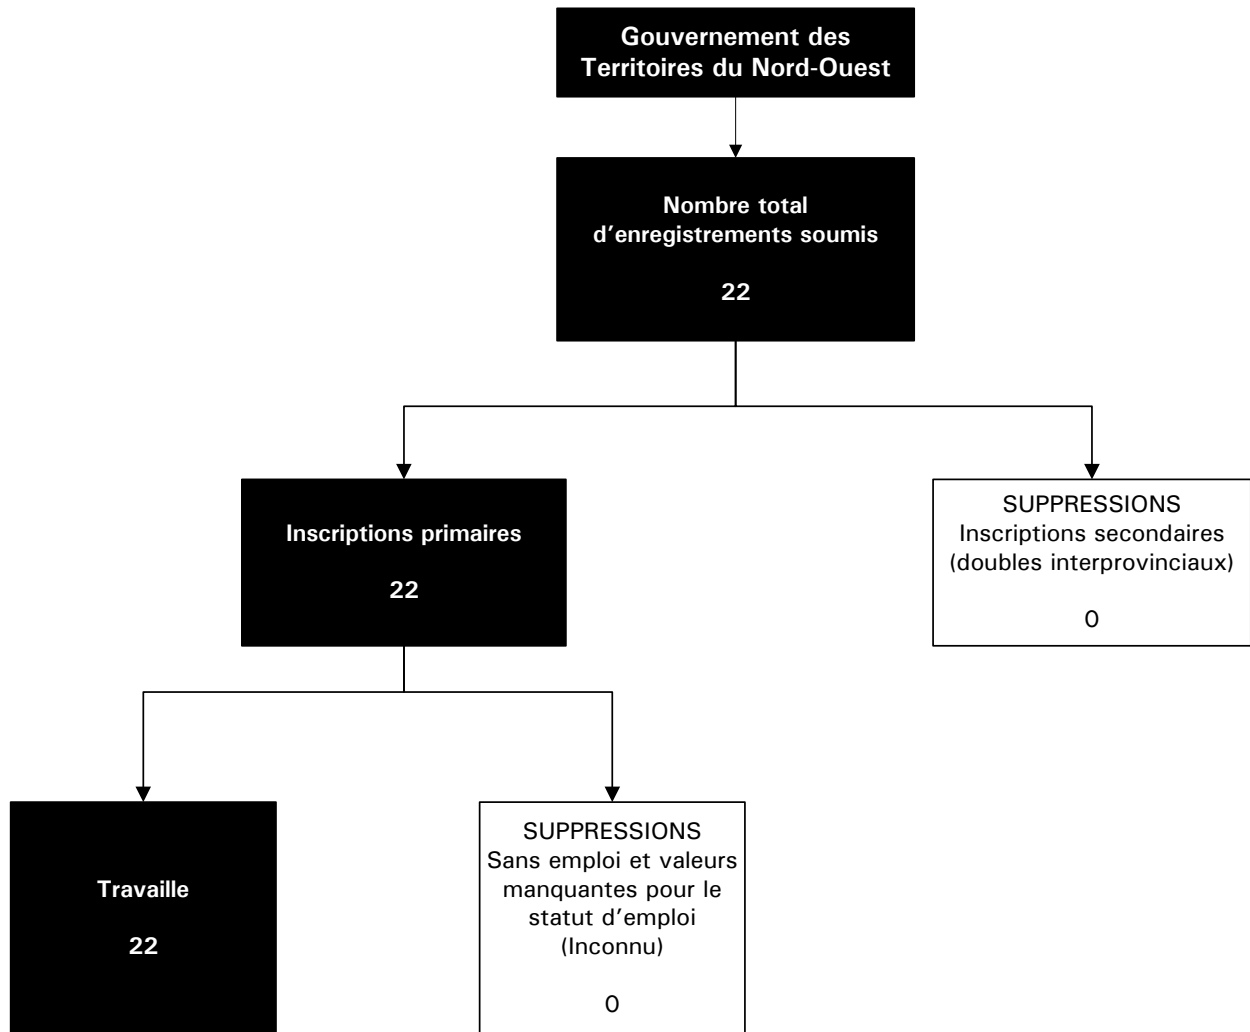 Gouvernement des
Territoires du Nord-Ouest
Nombre total
d’enregistrements soumis
22
Inscriptions primaires
22
SUPPRESSIONS
Inscriptions secondaires
(doubles interprovinciaux)
0
Travaille
22
SUPPRESSIONS
Sans emploi et valeurs
manquantes pour le
statut d’emploi
(Inconnu)
0